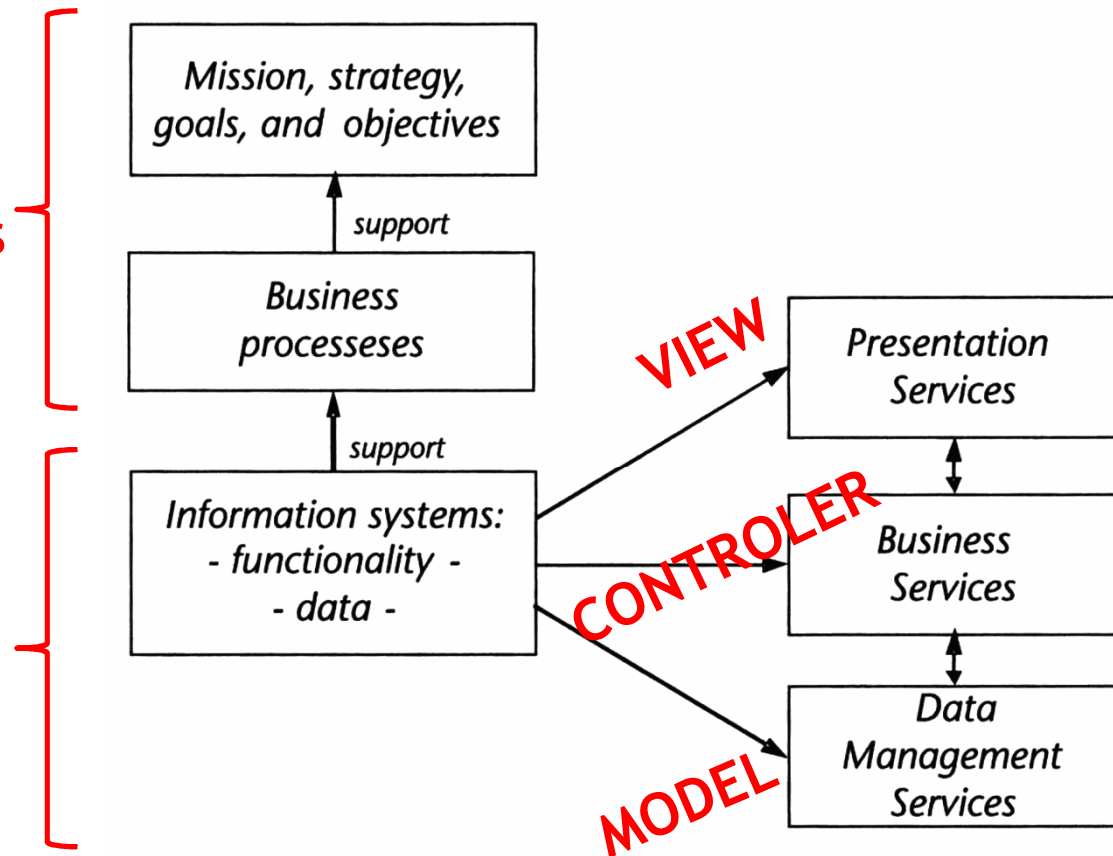 Mission, strategy,
goals, and objectives
support
Business
processeses
support
Information systems:
- functionality -
- data -
VIEW
CONTROLER
MODEL
Presentation
Services
Business
Services
Data
Management
Services